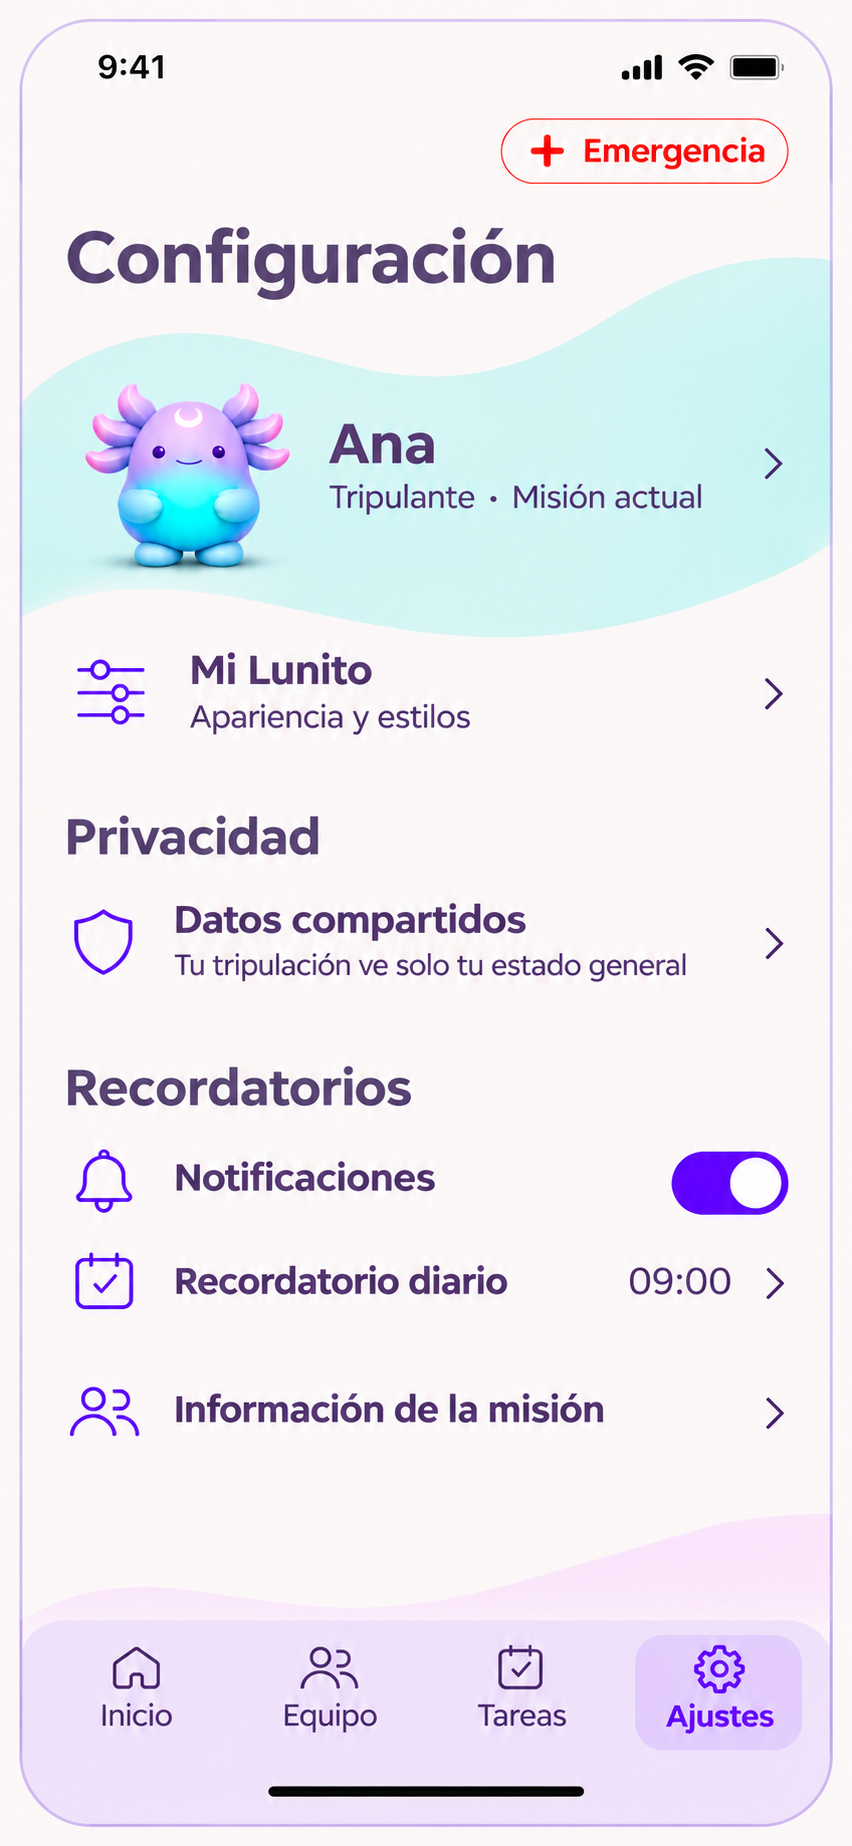 9:41
Emergencia
Configuración
Ana
Tripulante • Misión actual
Mi Lunito
Apariencia y estilos
Privacidad
Datos compartidos
Tu tripulación ve solo tu estado general
Recordatorios
Notificaciones
Recordatorio diario 09:00
Información de la misión
Inicio Equipo Tareas Ajustes